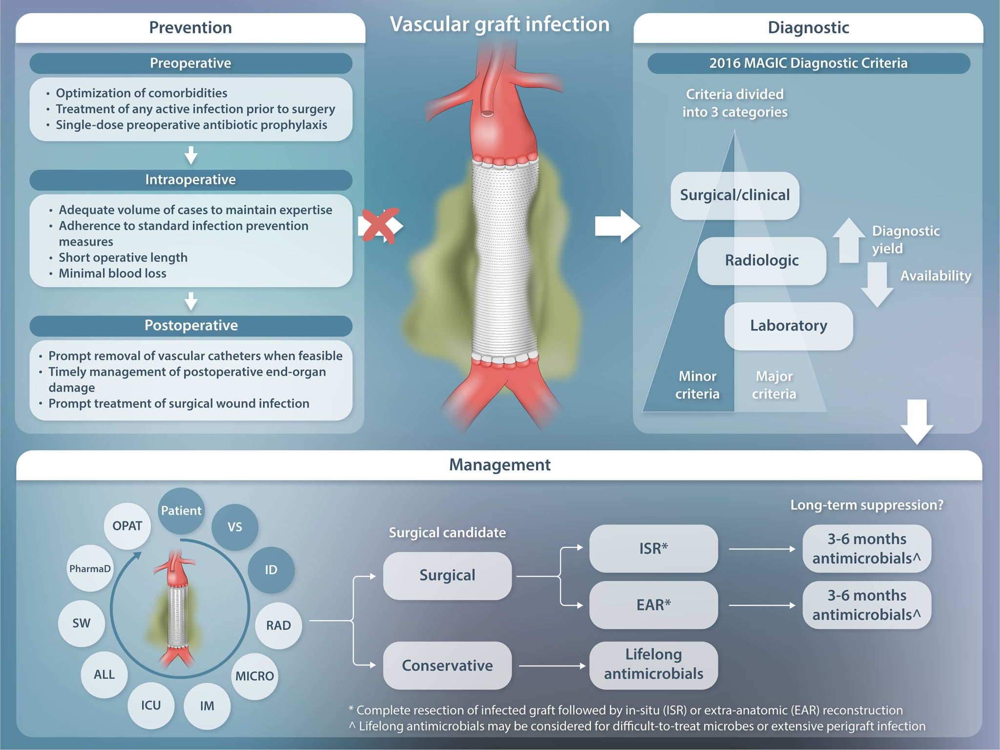 Vascular graft infection
Prevention
Preoperative
• Optimization of comorbidities
• Treatment of any active infection prior to surgery
• Single-dose preoperative antibiotic prophylaxis
Intraoperative
• Adequate volume of cases to maintain expertise
• Adherence to standard infection prevention
measures
• Short operative length
• Minimal blood loss
Postoperative
• Prompt removal of vascular catheters when feasible
• Timely management of postoperative end-organ
damage
• Prompt treatment of surgical wound infection
Diagnostic
2016 MAGIC Diagnostic Criteria
Criteria divided
into 3 categories
Surgical/clinical
Radiologic
Laboratory
Diagnostic
yield
Availability
Minor
criteria
Major
criteria
Management
Patient
VS
ID
RAD
MICRO
IM
ICU
ALL
SW
PharmaD
OPAT
Surgical candidate
Surgical
Conservative
ISR*
EAR*
Lifelong
antimicrobials
Long-term suppression?
3-6 months
antimicrobials^
3-6 months
antimicrobials^
* Complete resection of infected graft followed by in-situ (ISR) or extra-anatomic (EAR) reconstruction
^ Lifelong antimicrobials may be considered for difficult-to-treat microbes or extensive perigraft infection